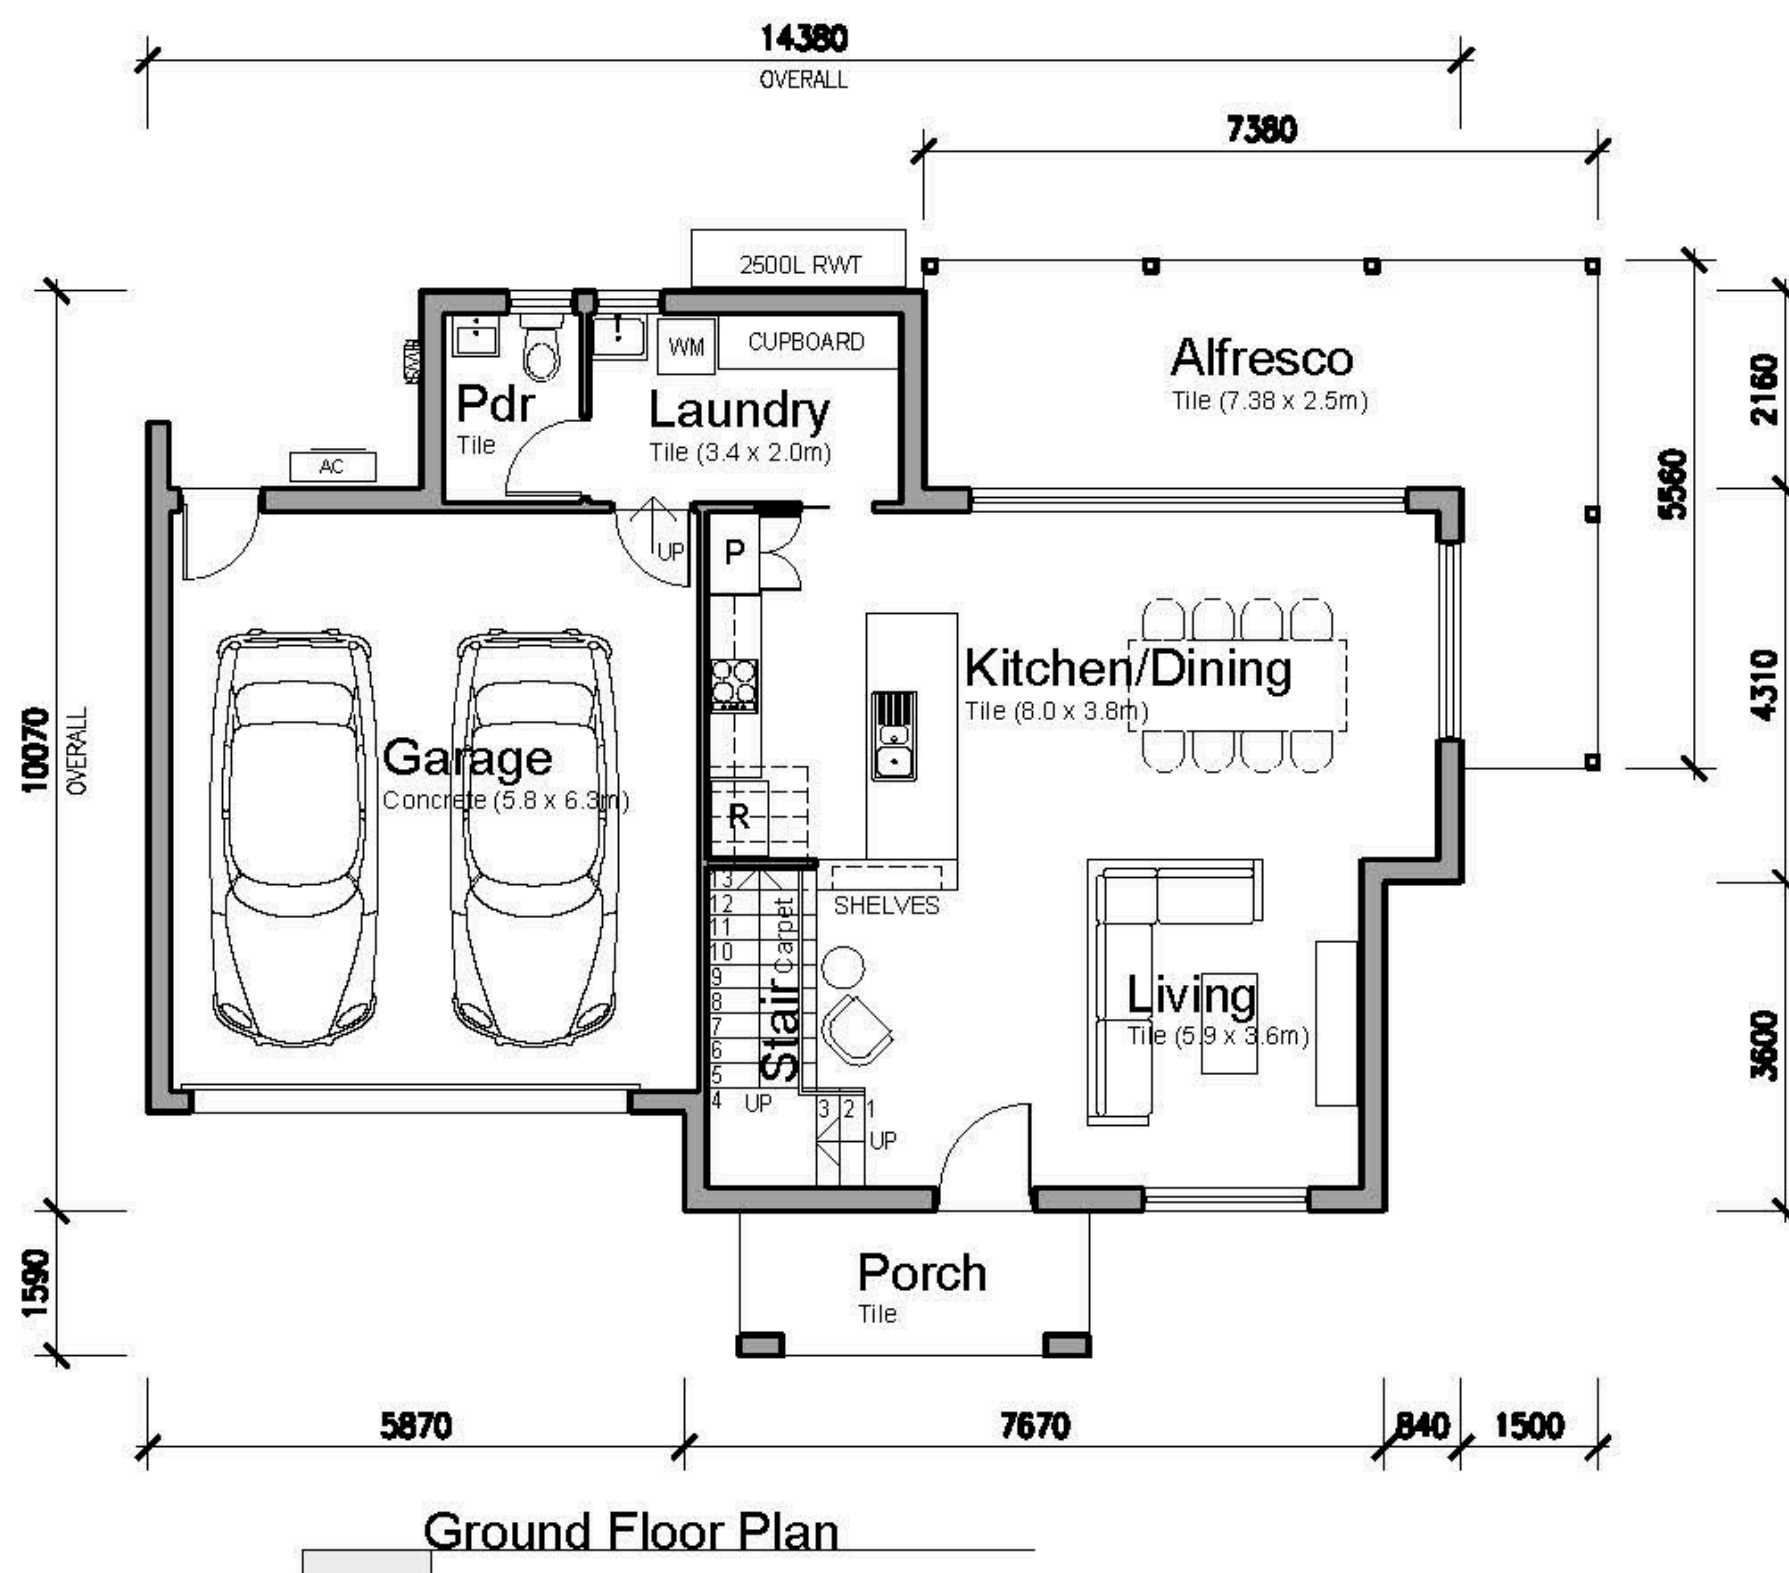 14380
OVERALL
7380
2500L RWT
WM
CUPBOARD
Pdr
Tile
Laundry
Tile (3.4 x 2.0m)
Alfresco
Tile (7.38 x 2.5m)
2160
5560
AC
UP
P
10070
OVERALL
Garage
Concrete (5.8 x 6.3m)
Kitchen/Dining
Tile (8.0 x 3.8m)
4310
R
13
12
11
10
9
8
7
6
5
4
UP
3
2
1
UP
Stair
Carpet
SHELVES
Living
Tile (5.9 x 3.6m)
3600
Porch
Tile
1590
5870
7670
840
1500
Ground Floor Plan